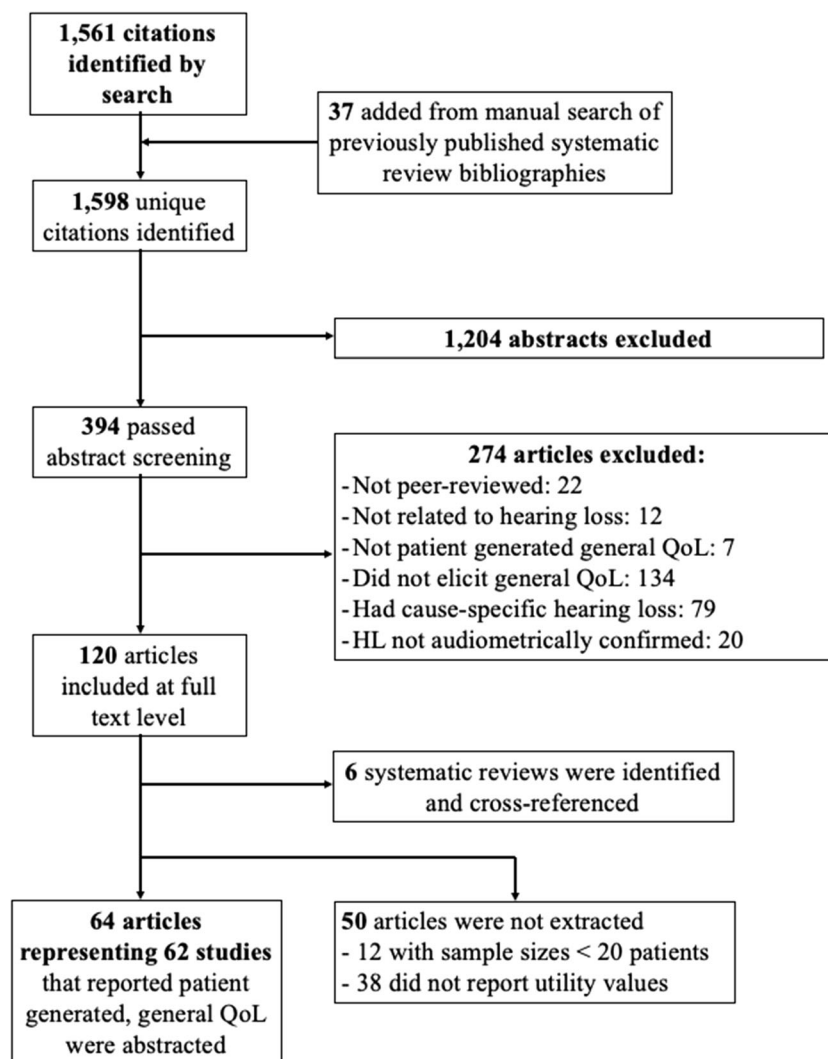 1,561 citations
identified by
search
37 added from manual search of
previously published systematic
review bibliographies
1,598 unique
citations identified
1,204 abstracts excluded
394 passed
abstract screening
274 articles excluded:
-Not peer-reviewed: 22
-Not related to hearing loss: 12
-Not patient generated general QoL: 7
-Did not elicit general QoL: 134
-Had cause-specific hearing loss: 79
-HL not audiometrically confirmed: 20
120 articles
included at full
text level
6 systematic reviews were identified
and cross-referenced
64 articles
representing 62 studies
that reported patient
generated, general QoL
were abstracted
50 articles were not extracted
- 12 with sample sizes < 20 patients
- 38 did not report utility values